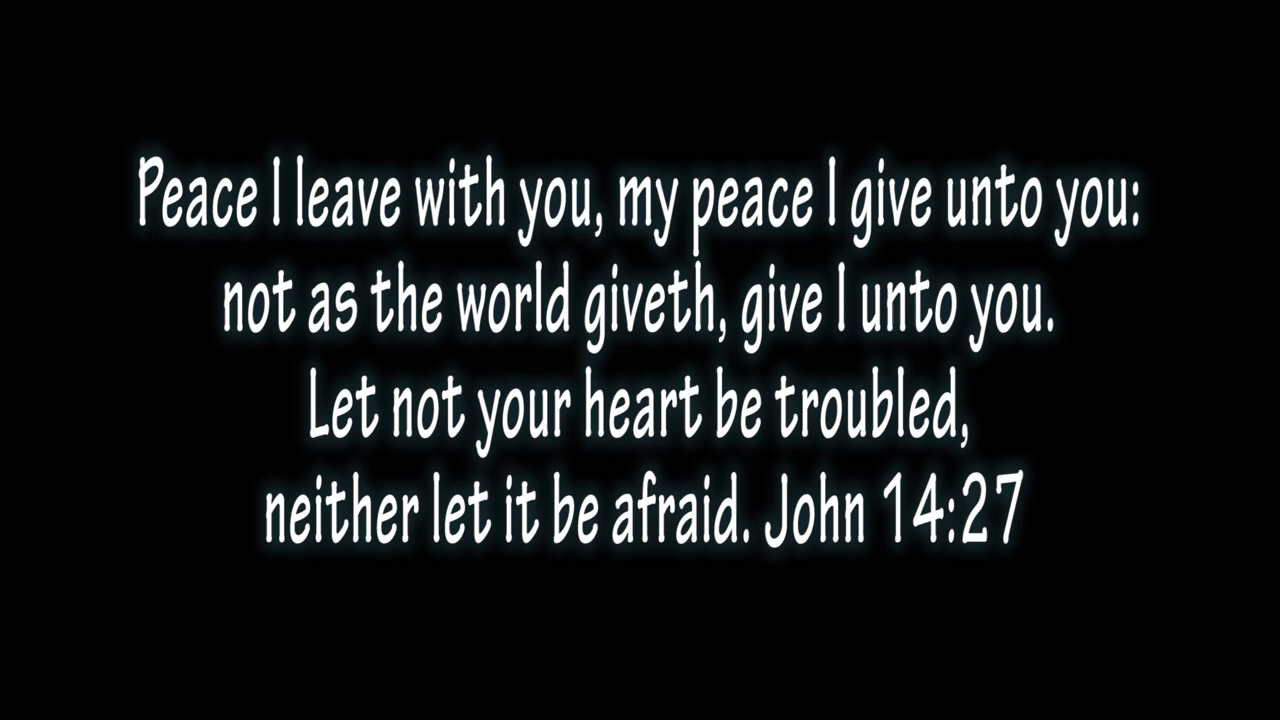 Peace I leave with you, my peace I give unto you:
not as the world giveth, give I unto you.
Let not your heart be troubled,
neither let it be afraid. John 14:27